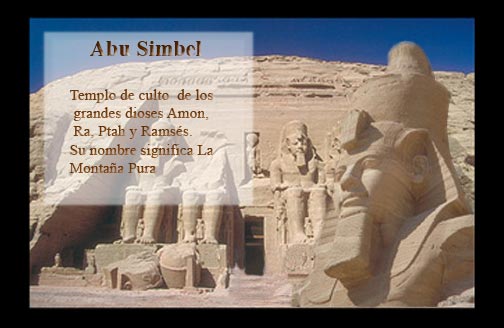 Abu Simbel
Templo de culto de los
grandes dioses Amon,
Ra, Ptah y Ramsés.
Su nombre significa La
Montaña Pura